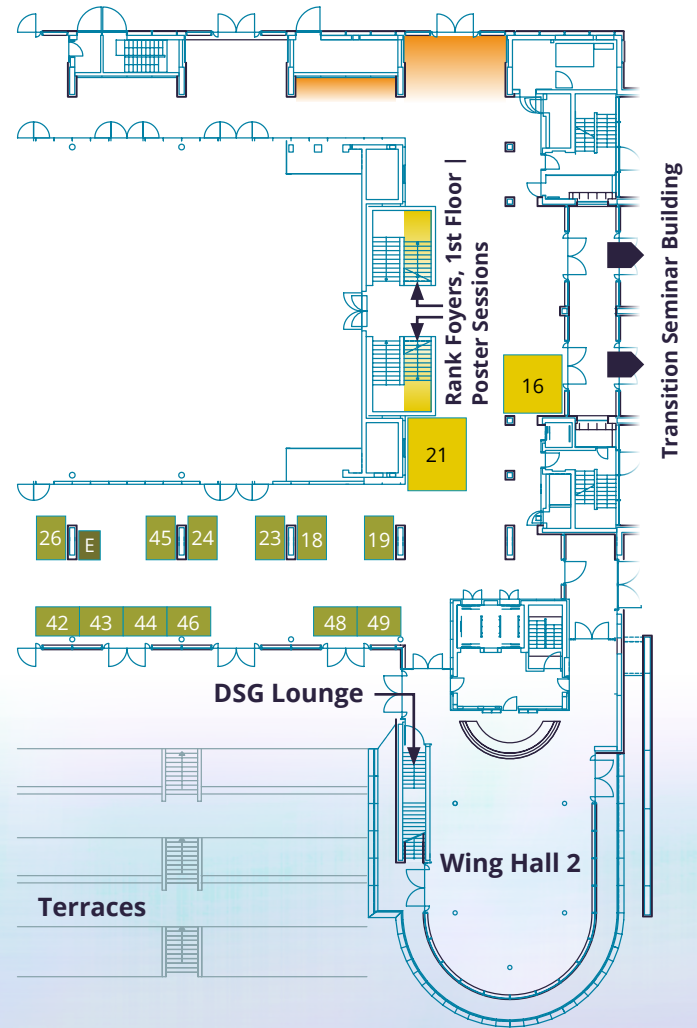 Rank Foyers, 1st Floor |
Poster Sessions
Transition Seminar Building
16
21
26
E
45
24
23
18
19
42
43
44
46
48
49
DSG Lounge
Wing Hall 2
Terraces